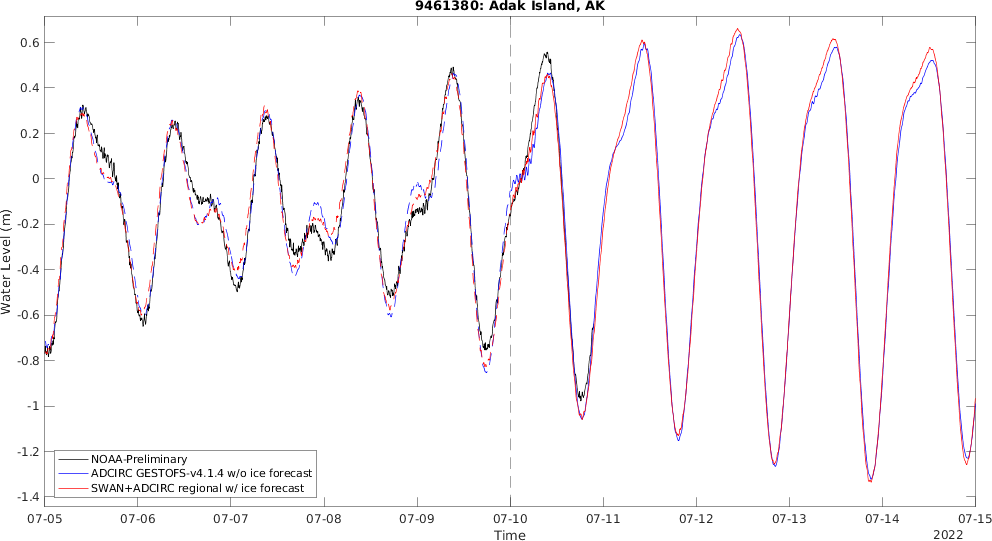 9461380: Adak Island, AK
Water Level (m)
0.6
0.4
0.2
0
-0.2
-0.4
-0.6
-0.8
-1
-1.2
-1.4
NOAA-Preliminary
ADCIRC GESTOFS-v4.1.4 w/o ice forecast
SWAN+ADCIRC regional w/ ice forecast
07-05 07-06 07-07 07-08 07-09 07-10 07-11 07-12 07-13 07-14 07-15
Time
2022